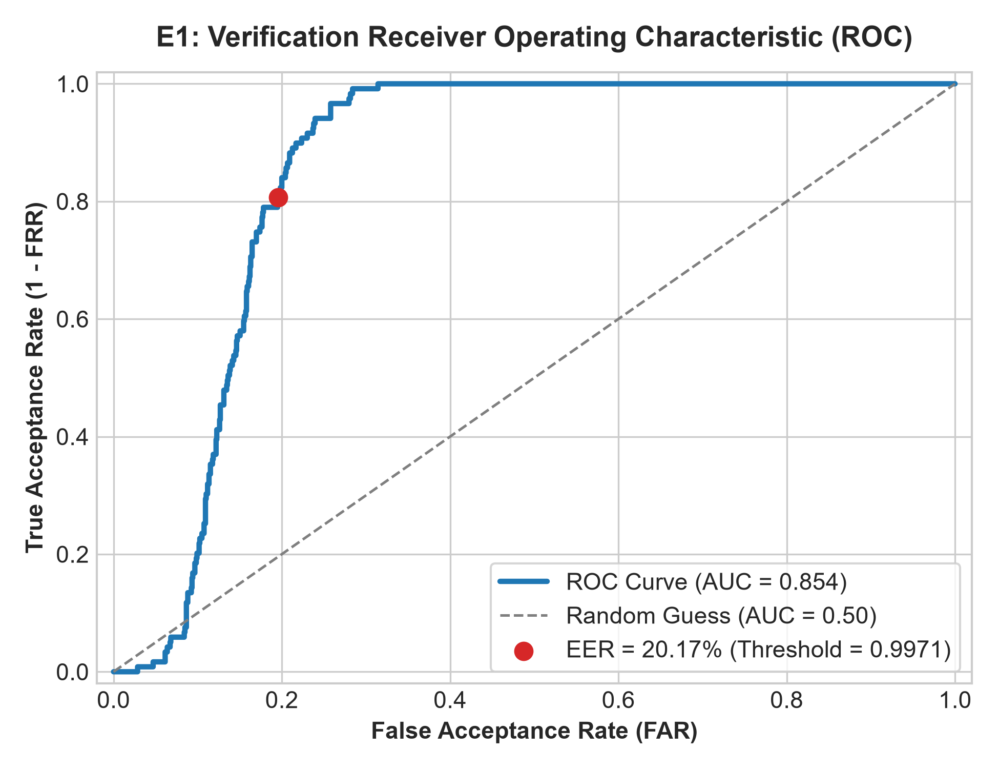 E1: Verification Receiver Operating Characteristic (ROC)
True Acceptance Rate (1 - FRR)
1.0
0.8
0.6
0.4
0.2
0.0
ROC Curve (AUC = 0.854)
Random Guess (AUC = 0.50)
EER = 20.17% (Threshold = 0.9971)
0.0 0.2 0.4 0.6 0.8 1.0
False Acceptance Rate (FAR)